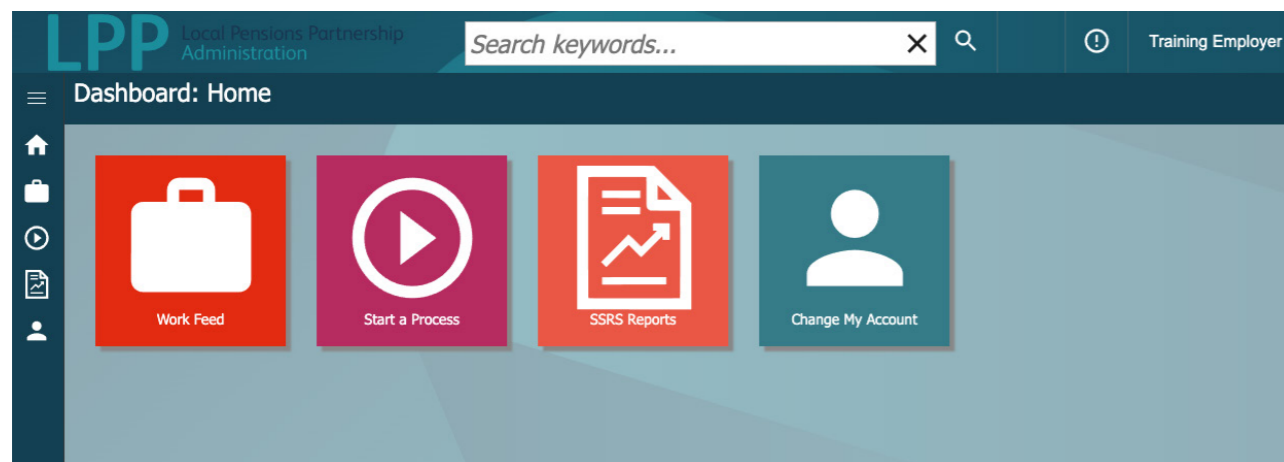 LPP Local Pensions Partnership
Administration
Search keywords...
Training Employer
Dashboard: Home
Work Feed
Start a Process
SSRS Reports
Change My Account